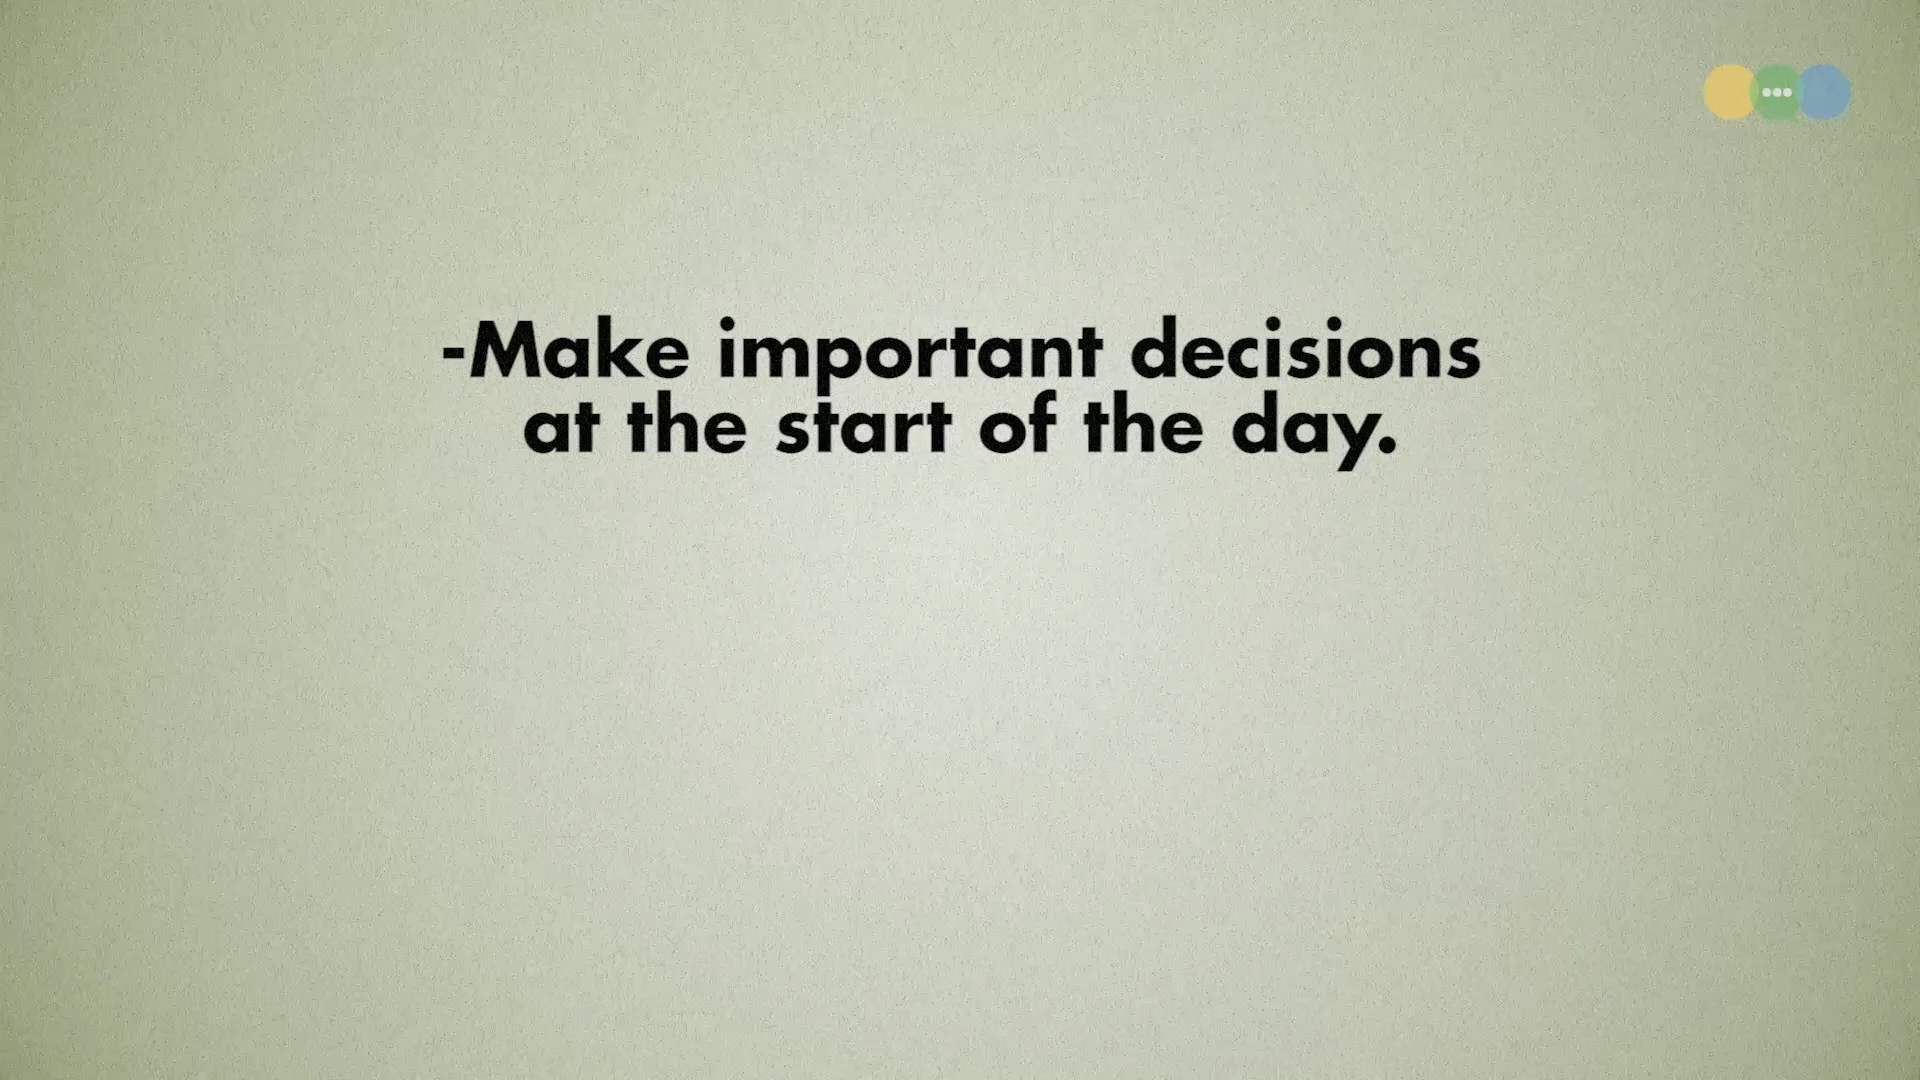 -Make important decisions
at the start of the day.